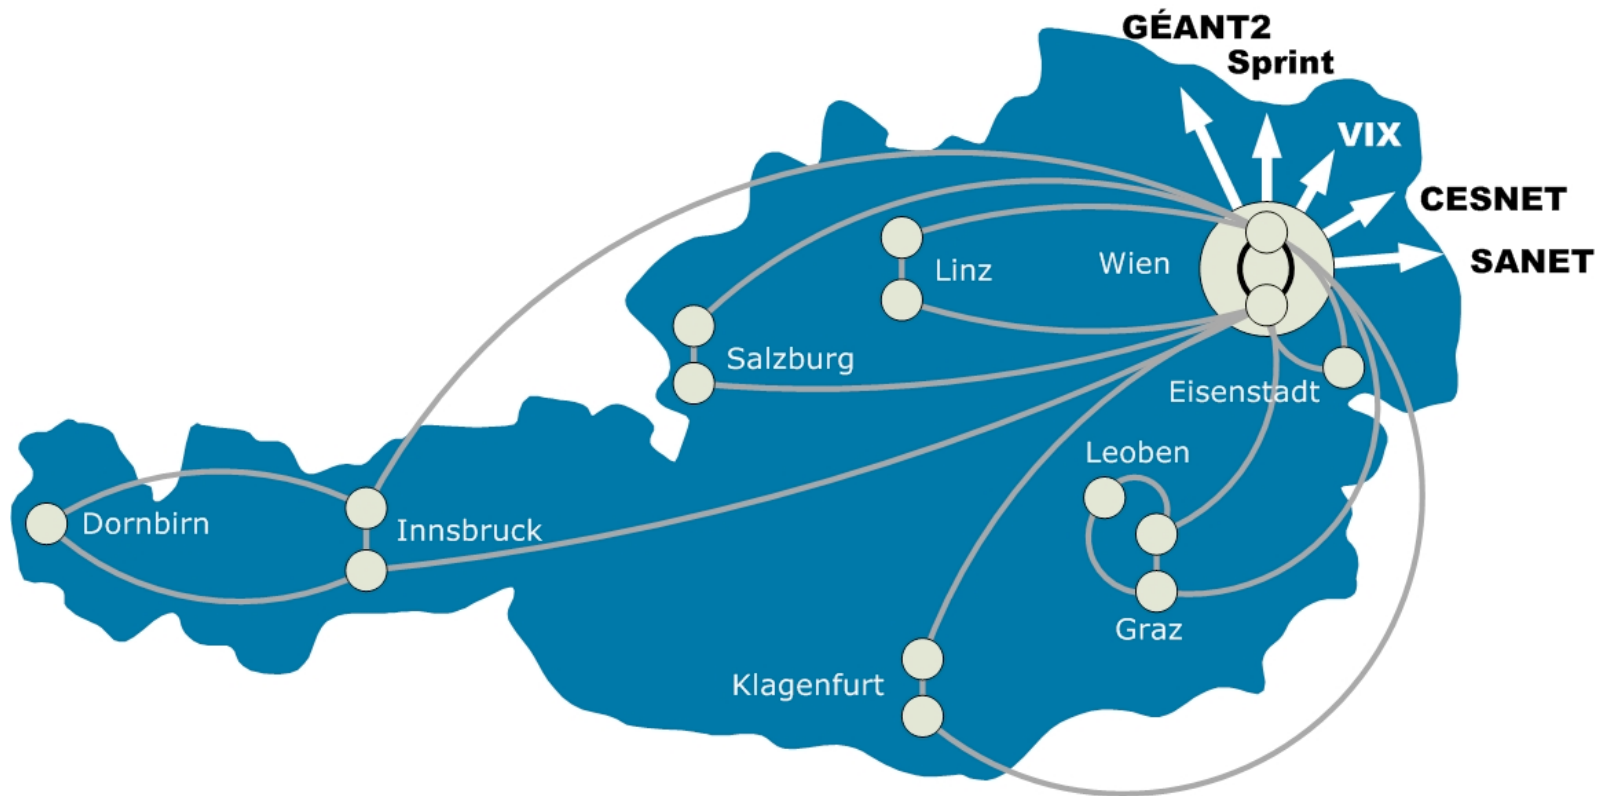 GÉANT2
Sprint
VIX
CESNET
SANET
Wien
Linz
Salzburg
Eisenstadt
Leoben
Dornbirn
Innsbruck
Graz
Klagenfurt